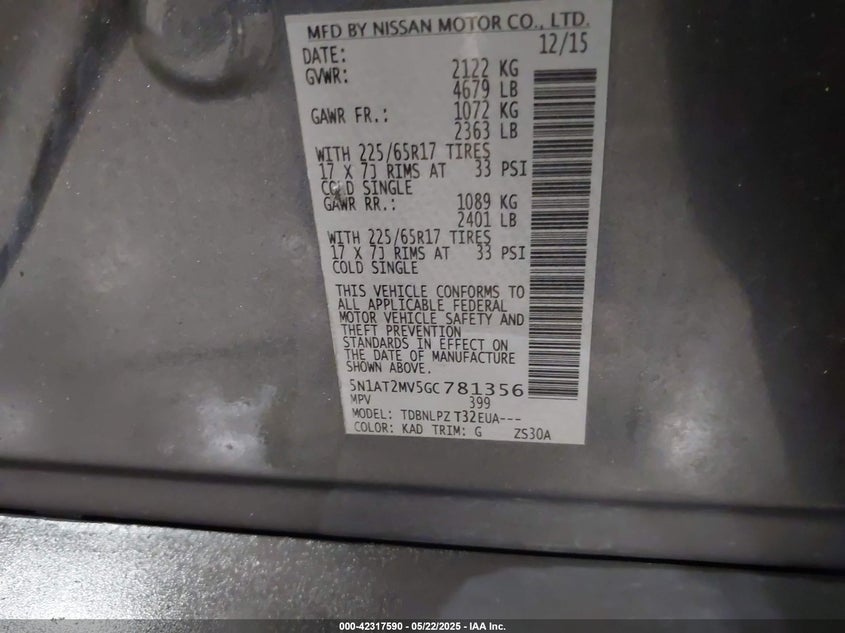 MFD BY NISSAN MOTOR CO., LTD.
DATE: 12/15
GVWR: 2122 KG
4679 LB
GAWR FR.: 1072 KG
2363 LB
WITH 225/65R17 TIRES
17 X 7J RIMS AT 33 PSI
COLD SINGLE
GAWR RR.: 1089 KG
2401 LB
WITH 225/65R17 TIRES
17 X 7J RIMS AT 33 PSI
COLD SINGLE
THIS VEHICLE CONFORMS TO
ALL APPLICABLE FEDERAL
MOTOR VEHICLE SAFETY AND
THEFT PREVENTION
STANDARDS IN EFFECT ON
THE DATE OF MANUFACTURE
SHOWN ABOVE.
5N1AT2MV5GC781356
MPV 399
MODEL: TDBNLPZ T32EUA---
COLOR: KAD TRIM: G ZS30A
000-42317590 - 05/22/2025 - IAA Inc.